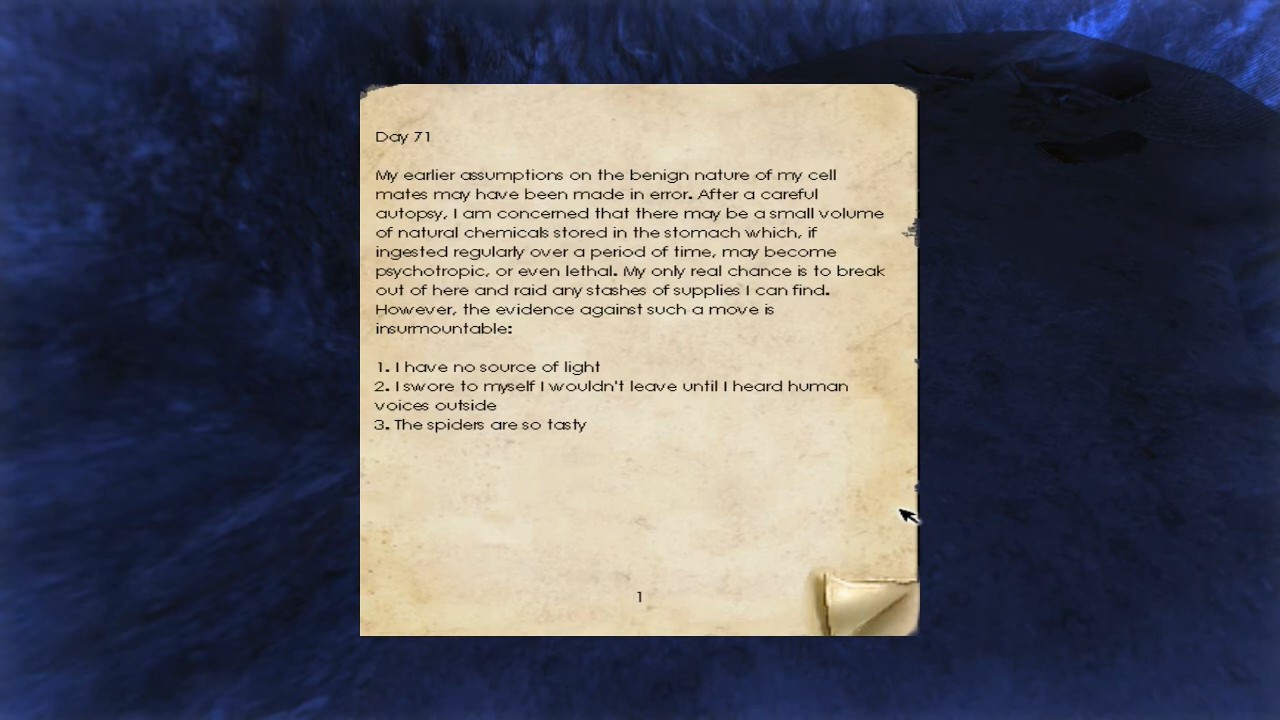 Day 71
My earlier assumptions on the benign nature of my cell
mates may have been made in error. After a careful
autopsy, I am concerned that there may be a small volume
of natural chemicals stored in the stomach which, if
ingested regularly over a period of time, may become
psychotropic, or even lethal. My only real chance is to break
out of here and raid any stashes of supplies I can find.
However, the evidence against such a move is
insurmountable:
1. I have no source of light
2. I swore to myself I wouldn't leave until I heard human
voices outside
3. The spiders are so tasty
1